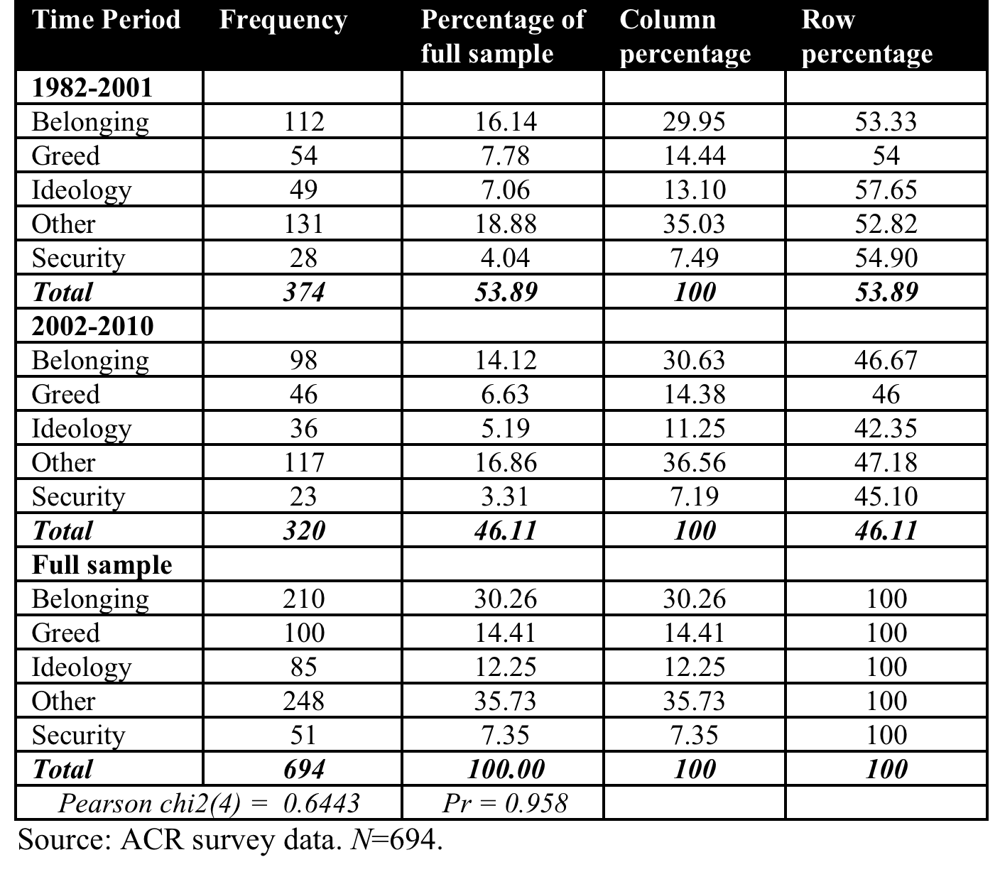 Time Period Frequency Percentage of full sample Column percentage Row percentage
1982-2001
Belonging 112 16.14 29.95 53.33
Greed 54 7.78 14.44 54
Ideology 49 7.06 13.10 57.65
Other 131 18.88 35.03 52.82
Security 28 4.04 7.49 54.90
Total 374 53.89 100 53.89
2002-2010
Belonging 98 14.12 30.63 46.67
Greed 46 6.63 14.38 46
Ideology 36 5.19 11.25 42.35
Other 117 16.86 36.56 47.18
Security 23 3.31 7.19 45.10
Total 320 46.11 100 46.11
Full sample
Belonging 210 30.26 30.26 100
Greed 100 14.41 14.41 100
Ideology 85 12.25 12.25 100
Other 248 35.73 35.73 100
Security 51 7.35 7.35 100
Total 694 100.00 100 100
Pearson chi2(4) = 0.6443 Pr = 0.958
Source: ACR survey data. N=694.